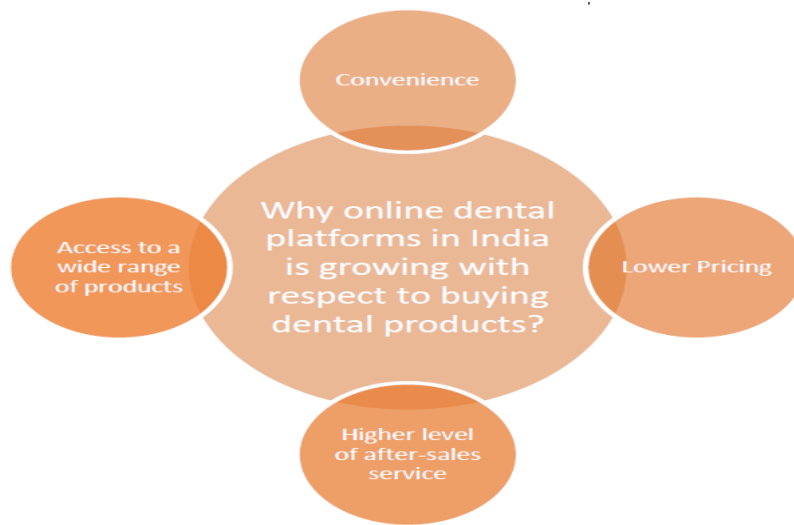 Convenience
Why online dental
platforms in India
is growing with
respect to buying
dental products?
Access to a
wide range
of products
Lower Pricing
Higher level
of after-sales
service